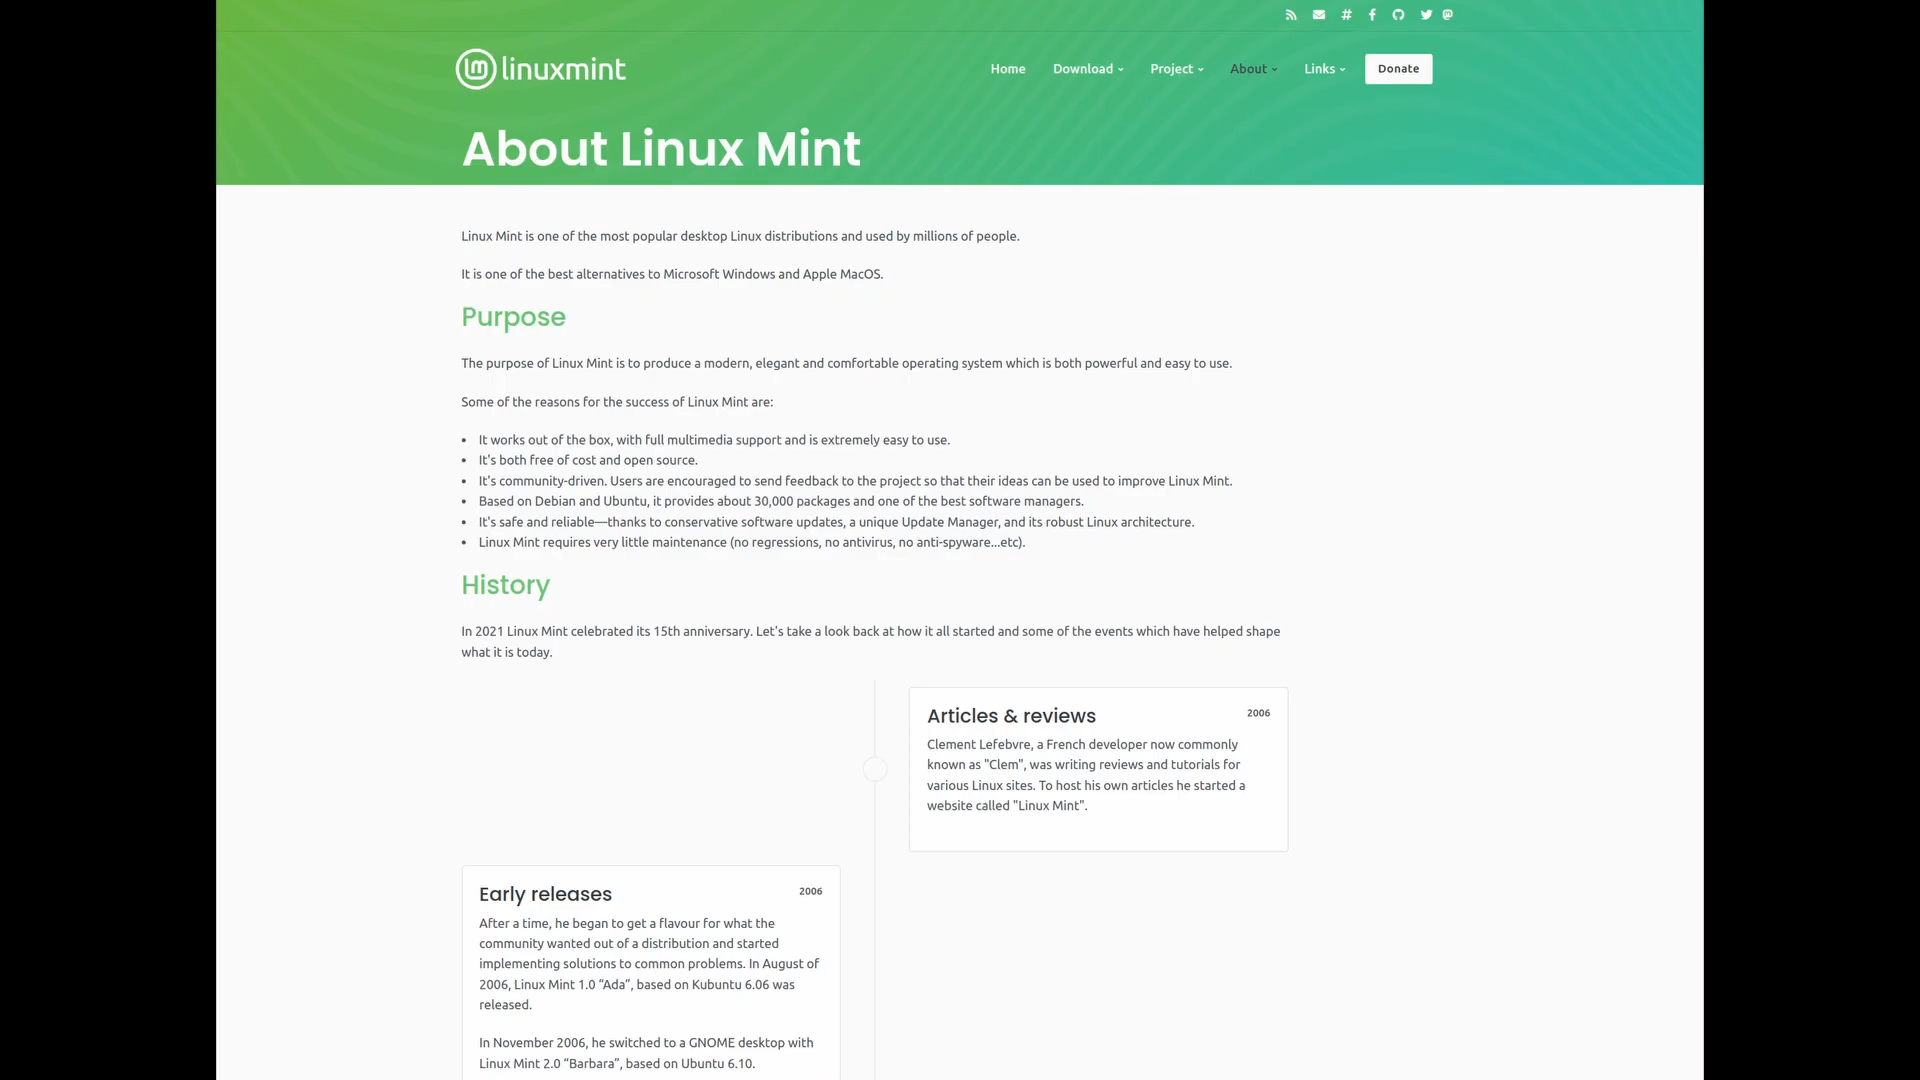 linuxmint
Home
Download
Project
About
Links
Donate
About Linux Mint
Linux Mint is one of the most popular desktop Linux distributions and used by millions of people.
It is one of the best alternatives to Microsoft Windows and Apple MacOS.
Purpose
The purpose of Linux Mint is to produce a modern, elegant and comfortable operating system which is both powerful and easy to use.
Some of the reasons for the success of Linux Mint are:
• It works out of the box, with full multimedia support and is extremely easy to use.
• It's both free of cost and open source.
• It's community-driven. Users are encouraged to send feedback to the project so that their ideas can be used to improve Linux Mint.
• Based on Debian and Ubuntu, it provides about 30,000 packages and one of the best software managers.
• It's safe and reliable—thanks to conservative software updates, a unique Update Manager, and its robust Linux architecture.
• Linux Mint requires very little maintenance (no regressions, no antivirus, no anti-spyware...etc).
History
In 2021 Linux Mint celebrated its 15th anniversary. Let's take a look back at how it all started and some of the events which have helped shape
what it is today.
Articles & reviews
2006
Clement Lefebvre, a French developer now commonly
known as "Clem", was writing reviews and tutorials for
various Linux sites. To host his own articles he started a
website called "Linux Mint".
Early releases
2006
After a time, he began to get a flavour for what the
community wanted out of a distribution and started
implementing solutions to common problems. In August of
2006, Linux Mint 1.0 “Ada”, based on Kubuntu 6.06 was
released.
In November 2006, he switched to a GNOME desktop with
Linux Mint 2.0 “Barbara”, based on Ubuntu 6.10.